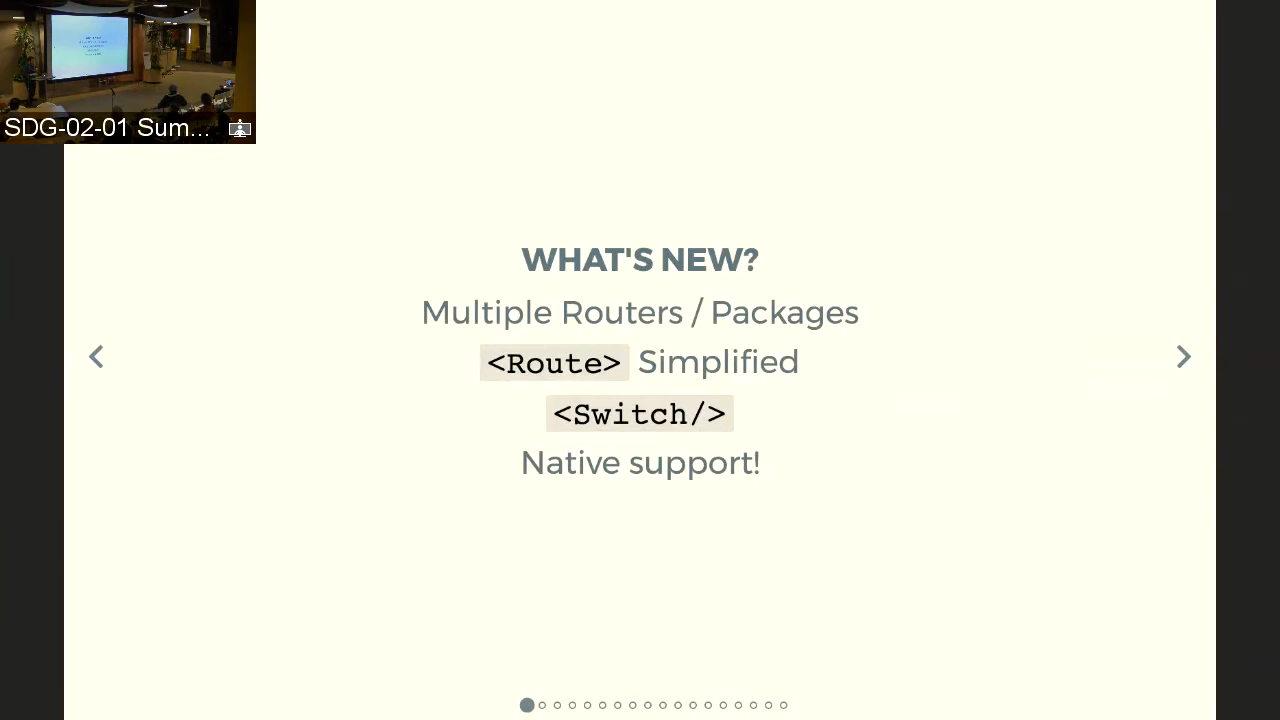 SDG-02-01 Sum...
WHAT'S NEW?
Multiple Routers / Packages
<Route> Simplified
<Switch/>
Native support!